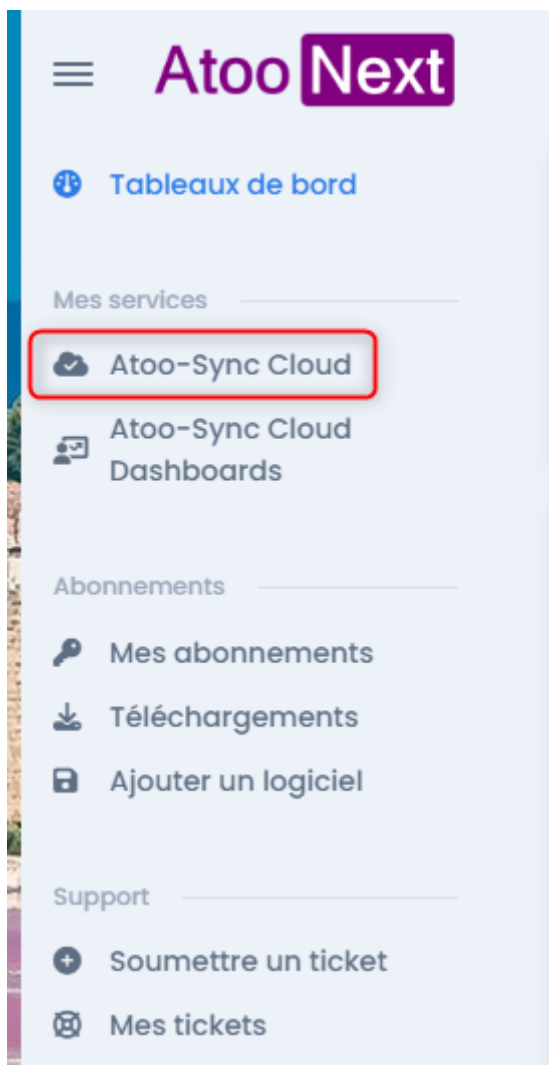 Atoo Next
Tableaux de bord
Mes services
Atoo-Sync Cloud
Atoo-Sync Cloud
Dashboards
Abonnements
Mes abonnements
Téléchargements
Ajouter un logiciel
Support
Soumettre un ticket
Mes tickets